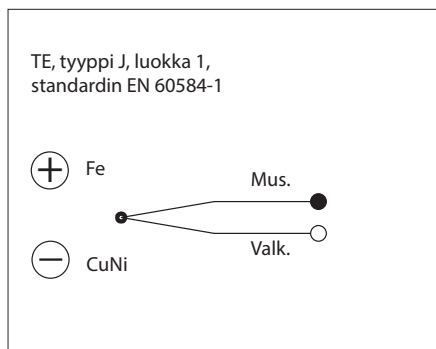 TE, tyyppi J, luokka 1,
standardin EN 60584-1
+ Fe
Mus.
Valk.
− CuNi